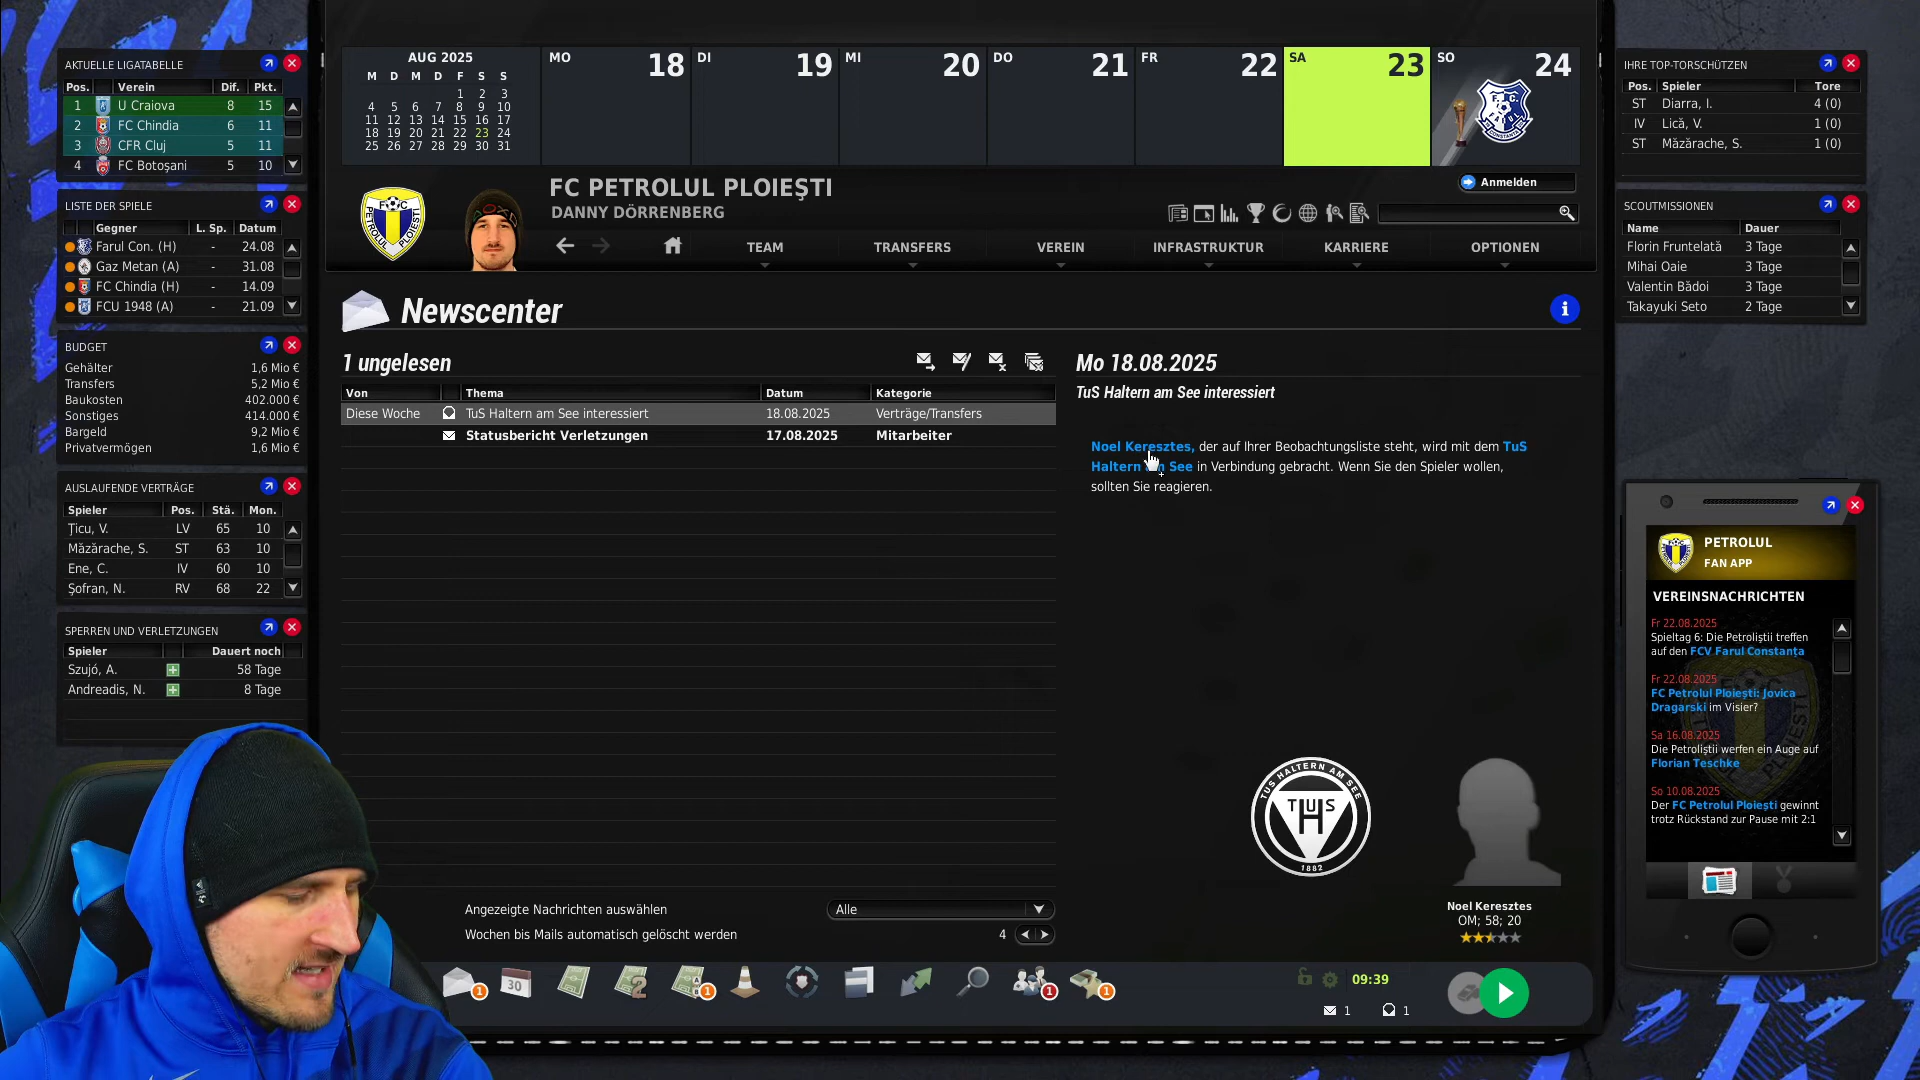 AKTUELLE LIGATABELLE
Pos. Verein Dif. Pkt.
1 U Craiova 8 15
2 FC Chindia 6 11
3 CFR Cluj 5 11
4 FC Botoşani 5 10
LISTE DER SPIELE
Gegner L. Sp. Datum
Farul Con. (H) - 24.08
Gaz Metan (A) - 31.08
FC Chindia (H) - 14.09
FCU 1948 (A) - 21.09
BUDGET
Gehälter 1,6 Mio €
Transfers 5,2 Mio €
Baukosten 402.000 €
Sonstiges 414.000 €
Bargeld 9,2 Mio €
Privatvermögen 1,6 Mio €
AUSLAUFENDE VERTRÄGE
Spieler Pos. Stä. Mon.
Ţicu, V. LV 65 10
Măzărache, S. ST 63 10
Ene, C. IV 60 10
Şofran, N. RV 68 22
SPERREN UND VERLETZUNGEN
Spieler Dauert noch
Szujó, A. 58 Tage
Andreadis, N. 8 Tage
AUG 2025
M D M D F S S
1 2 3
4 5 6 7 8 9 10
11 12 13 14 15 16 17
18 19 20 21 22 23 24
25 26 27 28 29 30 31
MO 18
DI 19
MI 20
DO 21
FR 22
SA 23
SO 24
FC PETROLUL PLOIEŞTI
DANNY DÖRRENBERG
Anmelden
TEAM TRANSFERS VEREIN INFRASTRUKTUR KARRIERE OPTIONEN
Newscenter
1 ungelesen
Von Thema Datum Kategorie
Diese Woche TuS Haltern am See interessiert 18.08.2025 Verträge/Transfers
Statusbericht Verletzungen 17.08.2025 Mitarbeiter
Angezeigte Nachrichten auswählen Alle
Wochen bis Mails automatisch gelöscht werden 4
Mo 18.08.2025
TuS Haltern am See interessiert
Noel Keresztes, der auf Ihrer Beobachtungsliste steht, wird mit dem TuS
Haltern am See in Verbindung gebracht. Wenn Sie den Spieler wollen,
sollten Sie reagieren.
TUS HALTERN AM SEE
TUS
H
1882
Noel Keresztes
OM; 58; 20
30
2
1
1
1
1
09:39
1 1
IHRE TOP-TORSCHÜTZEN
Pos. Spieler Tore
ST Diarra, I. 4 (0)
IV Lică, V. 1 (0)
ST Măzărache, S. 1 (0)
SCOUTMISSIONEN
Name Dauer
Florin Fruntelată 3 Tage
Mihai Oaie 3 Tage
Valentin Bădoi 3 Tage
Takayuki Seto 2 Tage
PETROLUL
FAN APP
VEREINSNACHRICHTEN
Fr 22.08.2025
Spieltag 6: Die Petroliştii treffen
auf den FCV Farul Constanţa
Fr 22.08.2025
FC Petrolul Ploieşti: Jovica
Dragarski im Visier?
Sa 16.08.2025
Die Petroliştii werfen ein Auge auf
Florian Teschke
So 10.08.2025
Der FC Petrolul Ploieşti gewinnt
trotz Rückstand zur Pause mit 2:1